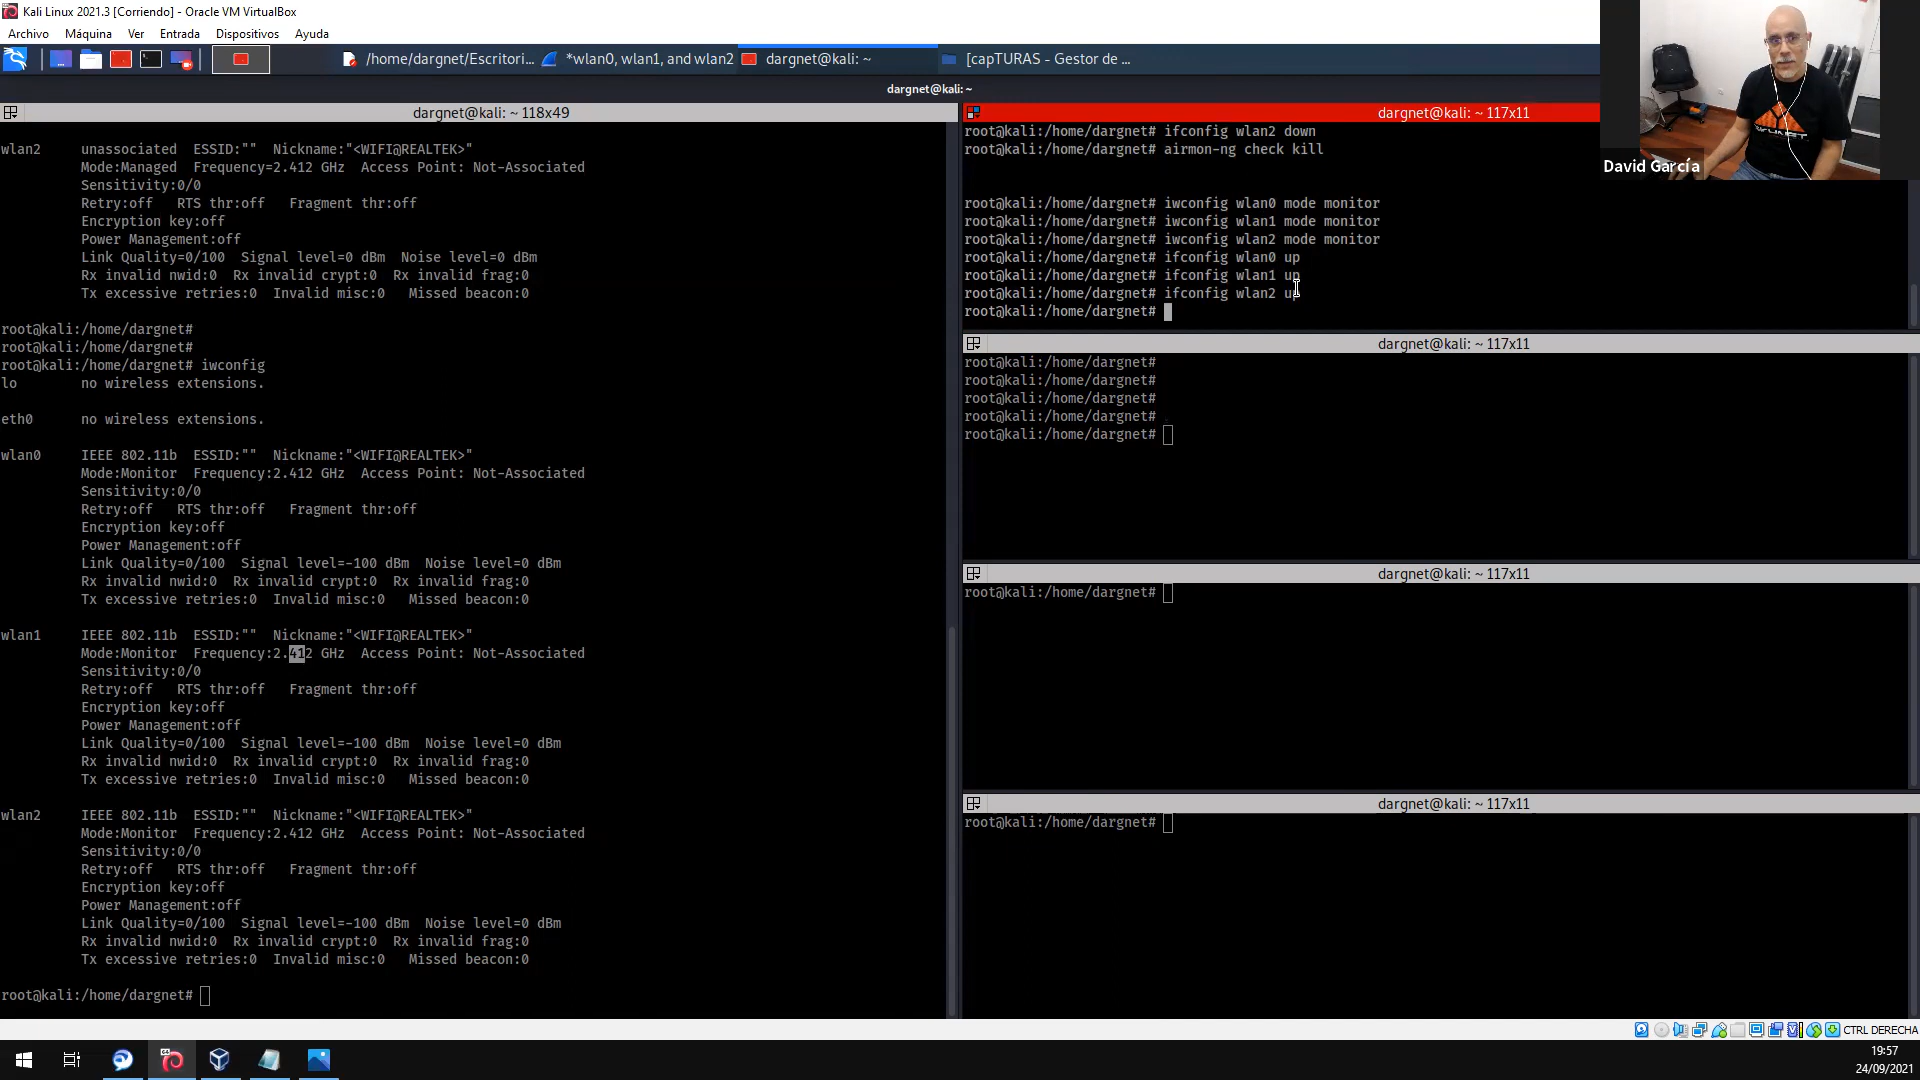 Kali Linux 2021.3 [Corriendo] - Oracle VM VirtualBox
Archivo Máquina Ver Entrada Dispositivos Ayuda
/home/dargnet/Escritori... *wlan0, wlan1, and wlan2 dargnet@kali: ~ [capTURAS - Gestor de ...
dargnet@kali: ~
dargnet@kali: ~ 118x49
wlan2 unassociated ESSID:"" Nickname:"<WIFI@REALTEK>"
Mode:Managed Frequency=2.412 GHz Access Point: Not-Associated
Sensitivity:0/0
Retry:off RTS thr:off Fragment thr:off
Encryption key:off
Power Management:off
Link Quality=0/100 Signal level=0 dBm Noise level=0 dBm
Rx invalid nwid:0 Rx invalid crypt:0 Rx invalid frag:0
Tx excessive retries:0 Invalid misc:0 Missed beacon:0
root@kali:/home/dargnet#
root@kali:/home/dargnet#
root@kali:/home/dargnet# iwconfig
lo no wireless extensions.
eth0 no wireless extensions.
wlan0 IEEE 802.11b ESSID:"" Nickname:"<WIFI@REALTEK>"
Mode:Monitor Frequency:2.412 GHz Access Point: Not-Associated
Sensitivity:0/0
Retry:off RTS thr:off Fragment thr:off
Encryption key:off
Power Management:off
Link Quality=0/100 Signal level=-100 dBm Noise level=0 dBm
Rx invalid nwid:0 Rx invalid crypt:0 Rx invalid frag:0
Tx excessive retries:0 Invalid misc:0 Missed beacon:0
wlan1 IEEE 802.11b ESSID:"" Nickname:"<WIFI@REALTEK>"
Mode:Monitor Frequency:2.412 GHz Access Point: Not-Associated
Sensitivity:0/0
Retry:off RTS thr:off Fragment thr:off
Encryption key:off
Power Management:off
Link Quality=0/100 Signal level=-100 dBm Noise level=0 dBm
Rx invalid nwid:0 Rx invalid crypt:0 Rx invalid frag:0
Tx excessive retries:0 Invalid misc:0 Missed beacon:0
wlan2 IEEE 802.11b ESSID:"" Nickname:"<WIFI@REALTEK>"
Mode:Monitor Frequency:2.412 GHz Access Point: Not-Associated
Sensitivity:0/0
Retry:off RTS thr:off Fragment thr:off
Encryption key:off
Power Management:off
Link Quality=0/100 Signal level=-100 dBm Noise level=0 dBm
Rx invalid nwid:0 Rx invalid crypt:0 Rx invalid frag:0
Tx excessive retries:0 Invalid misc:0 Missed beacon:0
root@kali:/home/dargnet#
dargnet@kali: ~ 117x11
root@kali:/home/dargnet# ifconfig wlan2 down
root@kali:/home/dargnet# airmon-ng check kill
root@kali:/home/dargnet# iwconfig wlan0 mode monitor
root@kali:/home/dargnet# iwconfig wlan1 mode monitor
root@kali:/home/dargnet# iwconfig wlan2 mode monitor
root@kali:/home/dargnet# ifconfig wlan0 up
root@kali:/home/dargnet# ifconfig wlan1 up
root@kali:/home/dargnet# ifconfig wlan2 up
root@kali:/home/dargnet#
dargnet@kali: ~ 117x11
root@kali:/home/dargnet#
root@kali:/home/dargnet#
root@kali:/home/dargnet#
root@kali:/home/dargnet#
root@kali:/home/dargnet#
dargnet@kali: ~ 117x11
root@kali:/home/dargnet#
dargnet@kali: ~ 117x11
root@kali:/home/dargnet#
David García
CTRL DERECHA
19:57
24/09/2021